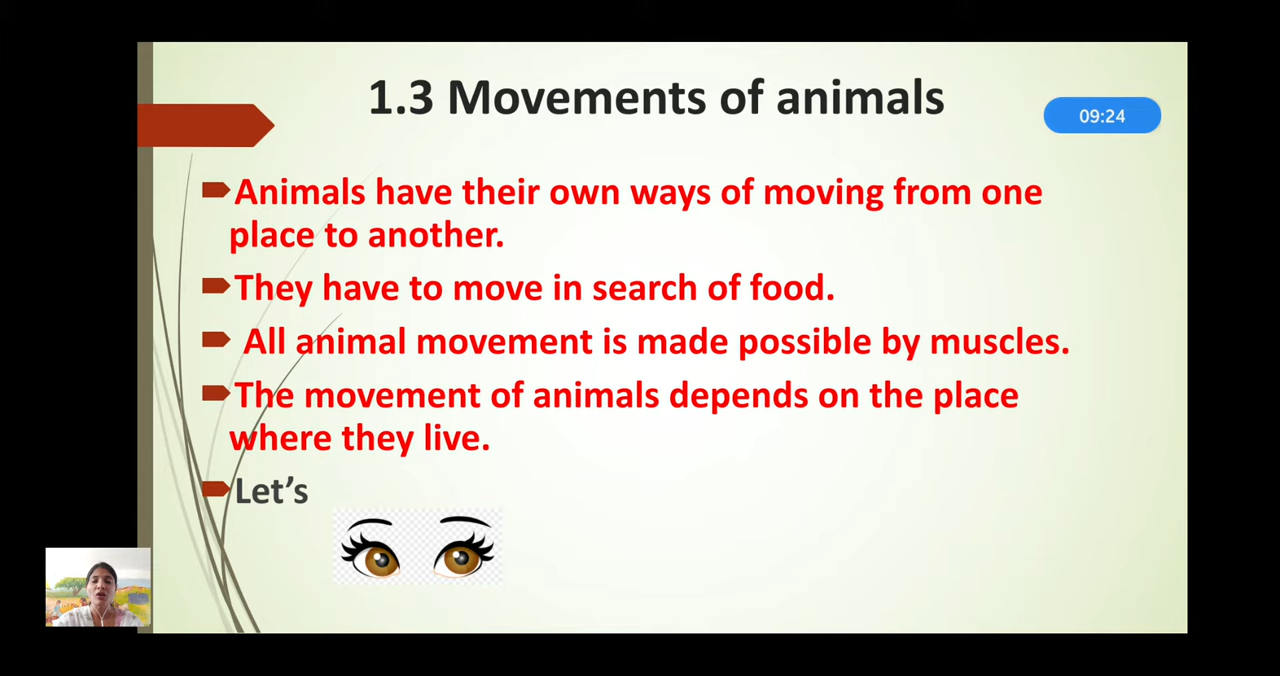 1.3 Movements of animals
09:24
Animals have their own ways of moving from one
place to another.
They have to move in search of food.
All animal movement is made possible by muscles.
The movement of animals depends on the place
where they live.
Let’s